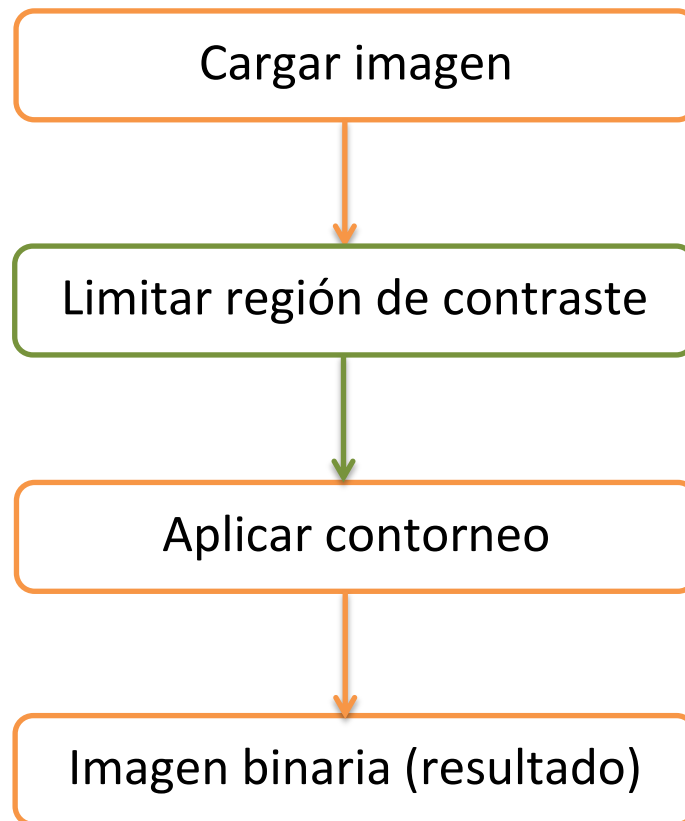 Cargar imagen
Limitar región de contraste
Aplicar contorneo
Imagen binaria (resultado)